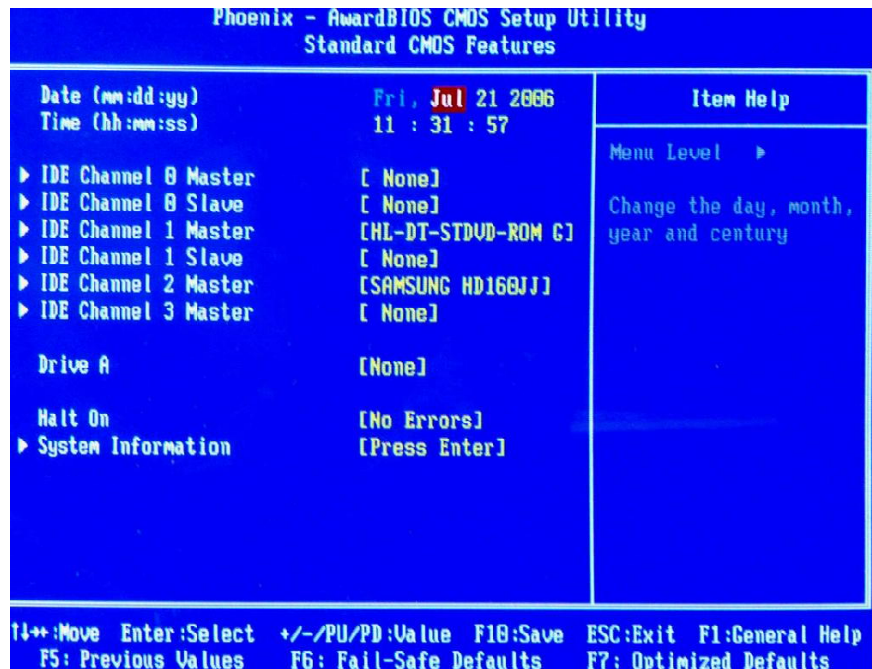 Phoenix - AwardBIOS CMOS Setup Utility
Standard CMOS Features
Date (mm:dd:yy) Fri, Jul 21 2006
Time (hh:mm:ss) 11 : 31 : 57
▶ IDE Channel 0 Master [ None]
▶ IDE Channel 0 Slave [ None]
▶ IDE Channel 1 Master [HL-DT-STDVD-ROM G]
▶ IDE Channel 1 Slave [ None]
▶ IDE Channel 2 Master [SAMSUNG HD160JJ]
▶ IDE Channel 3 Master [ None]
Drive A [None]
Halt On [No Errors]
▶ System Information [Press Enter]
Item Help
Menu Level ▶
Change the day, month,
year and century
↑↓→←:Move Enter:Select +/-/PU/PD:Value F10:Save ESC:Exit F1:General Help
F5: Previous Values F6: Fail-Safe Defaults F7: Optimized Defaults